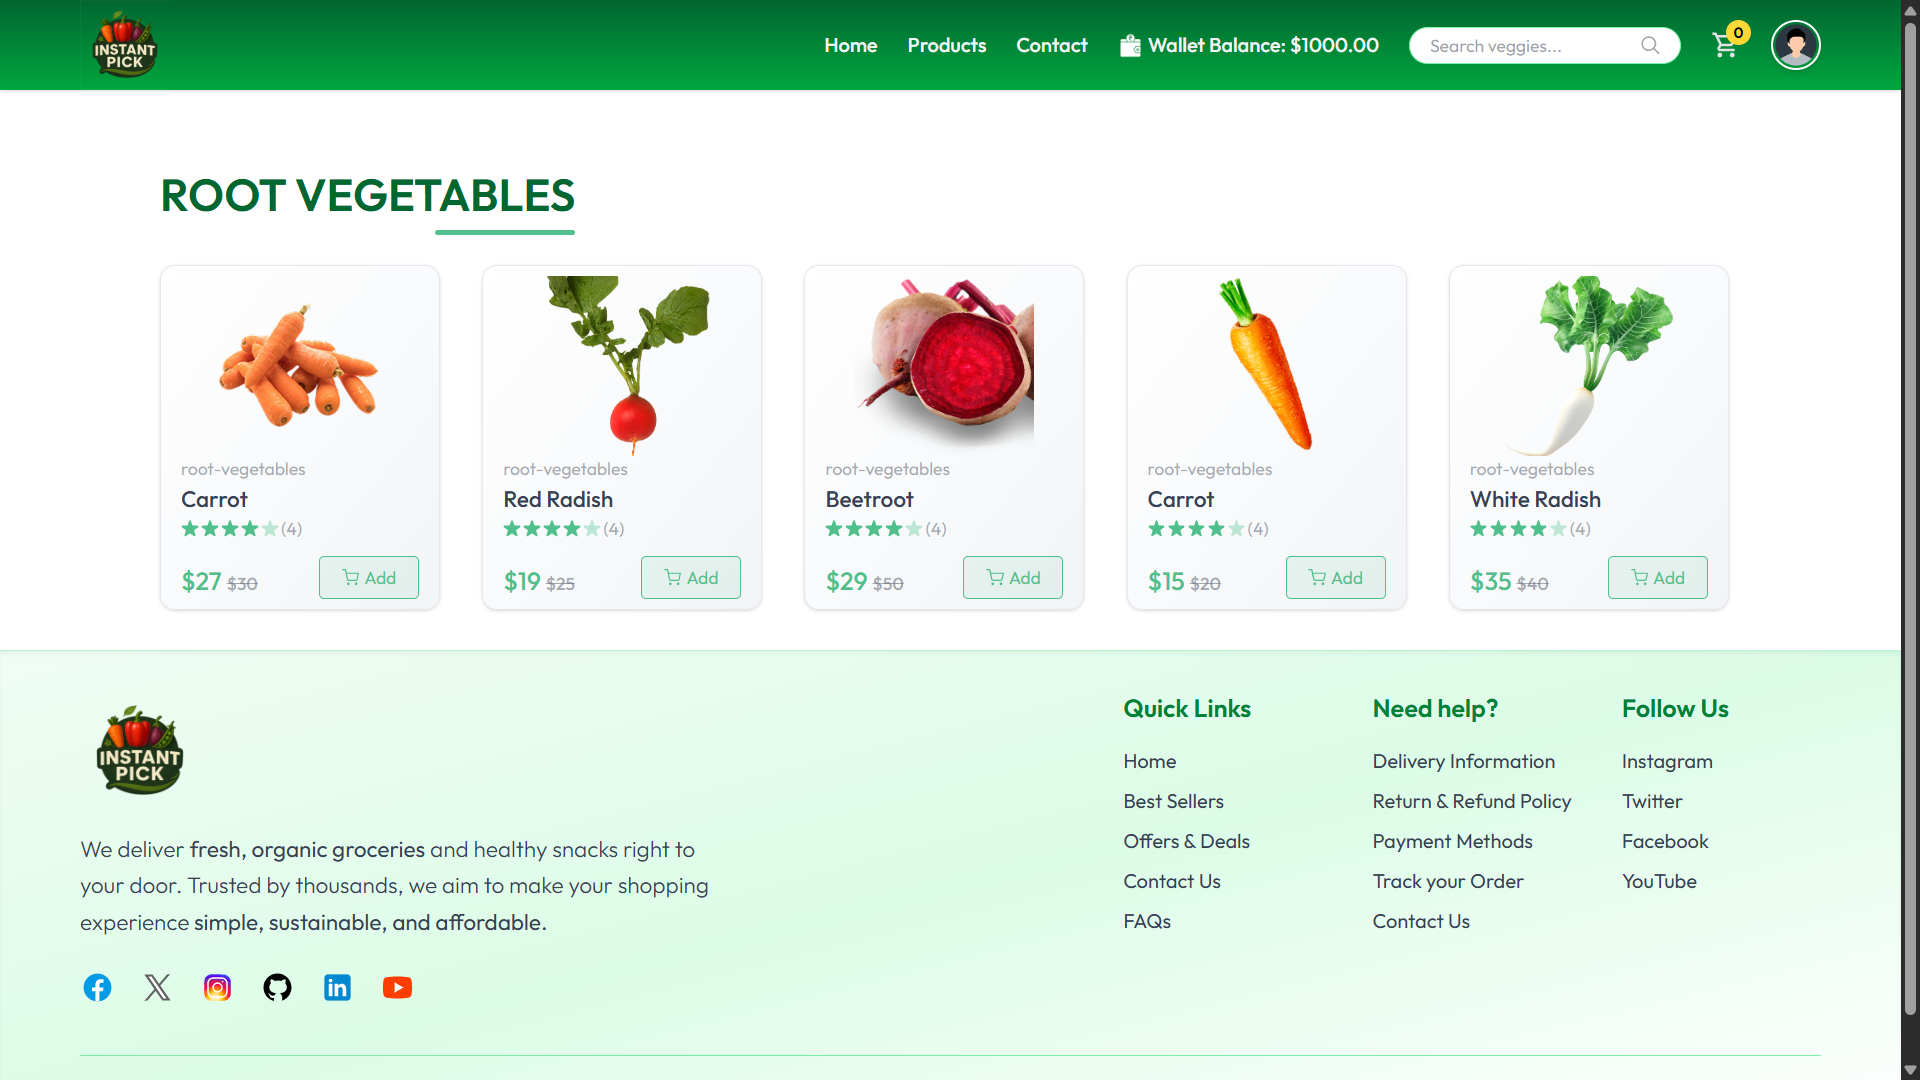 INSTANT
PICK
Home
Products
Contact
Wallet Balance: $1000.00
Search veggies...
0
ROOT VEGETABLES
root-vegetables
Carrot
(4)
$27 $30
Add
root-vegetables
Red Radish
(4)
$19 $25
Add
root-vegetables
Beetroot
(4)
$29 $50
Add
root-vegetables
Carrot
(4)
$15 $20
Add
root-vegetables
White Radish
(4)
$35 $40
Add
INSTANT
PICK
We deliver fresh, organic groceries and healthy snacks right to
your door. Trusted by thousands, we aim to make your shopping
experience simple, sustainable, and affordable.
Quick Links
Home
Best Sellers
Offers & Deals
Contact Us
FAQs
Need help?
Delivery Information
Return & Refund Policy
Payment Methods
Track your Order
Contact Us
Follow Us
Instagram
Twitter
Facebook
YouTube